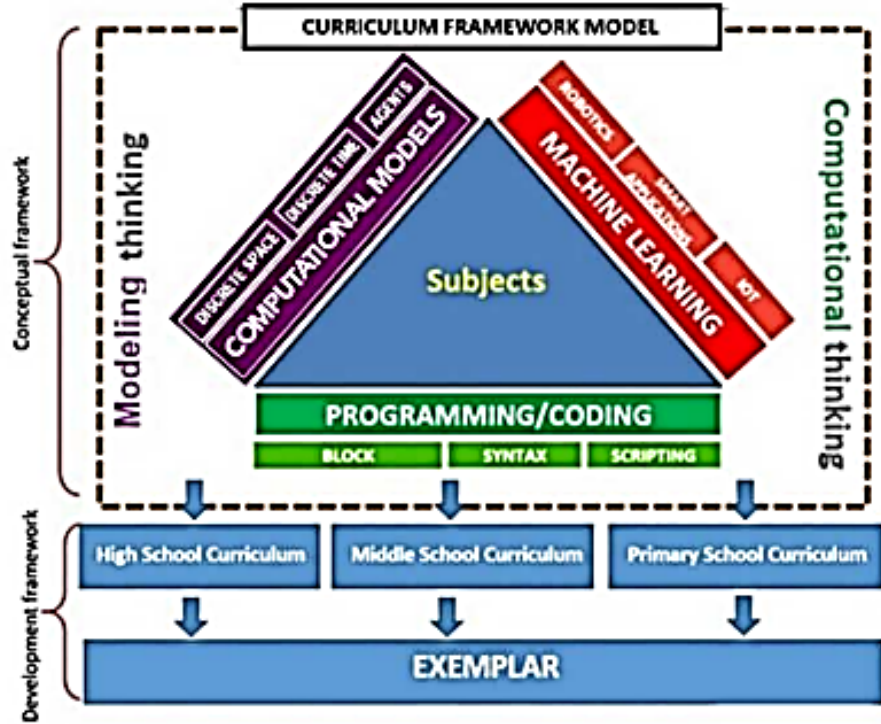 CURRICULUM FRAMEWORK MODEL
Conceptual framework
Modeling thinking
DISCRETE SPACE
DISCRETE TIME
AGENTS
COMPUTATIONAL MODELS
Subjects
ROBOTICS
SMART
APPLICATIONS
IOT
MACHINE LEARNING
Computational thinking
PROGRAMMING/CODING
BLOCK
SYNTAX
SCRIPTING
Development framework
High School Curriculum
Middle School Curriculum
Primary School Curriculum
EXEMPLAR